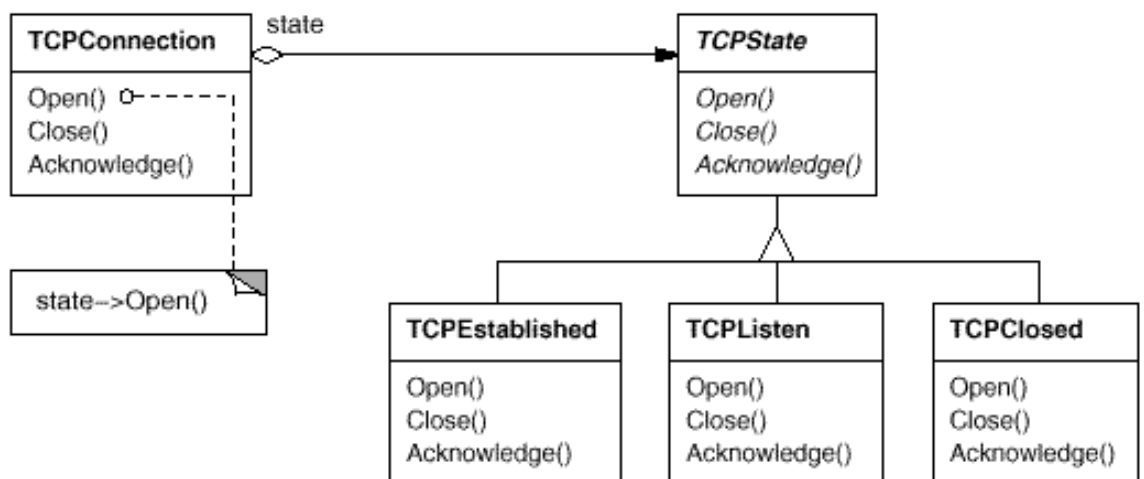 TCPConnection
Open()
Close()
Acknowledge()
state
TCPState
Open()
Close()
Acknowledge()
state->Open()
TCPEstablished
Open()
Close()
Acknowledge()
TCPListen
Open()
Close()
Acknowledge()
TCPClosed
Open()
Close()
Acknowledge()